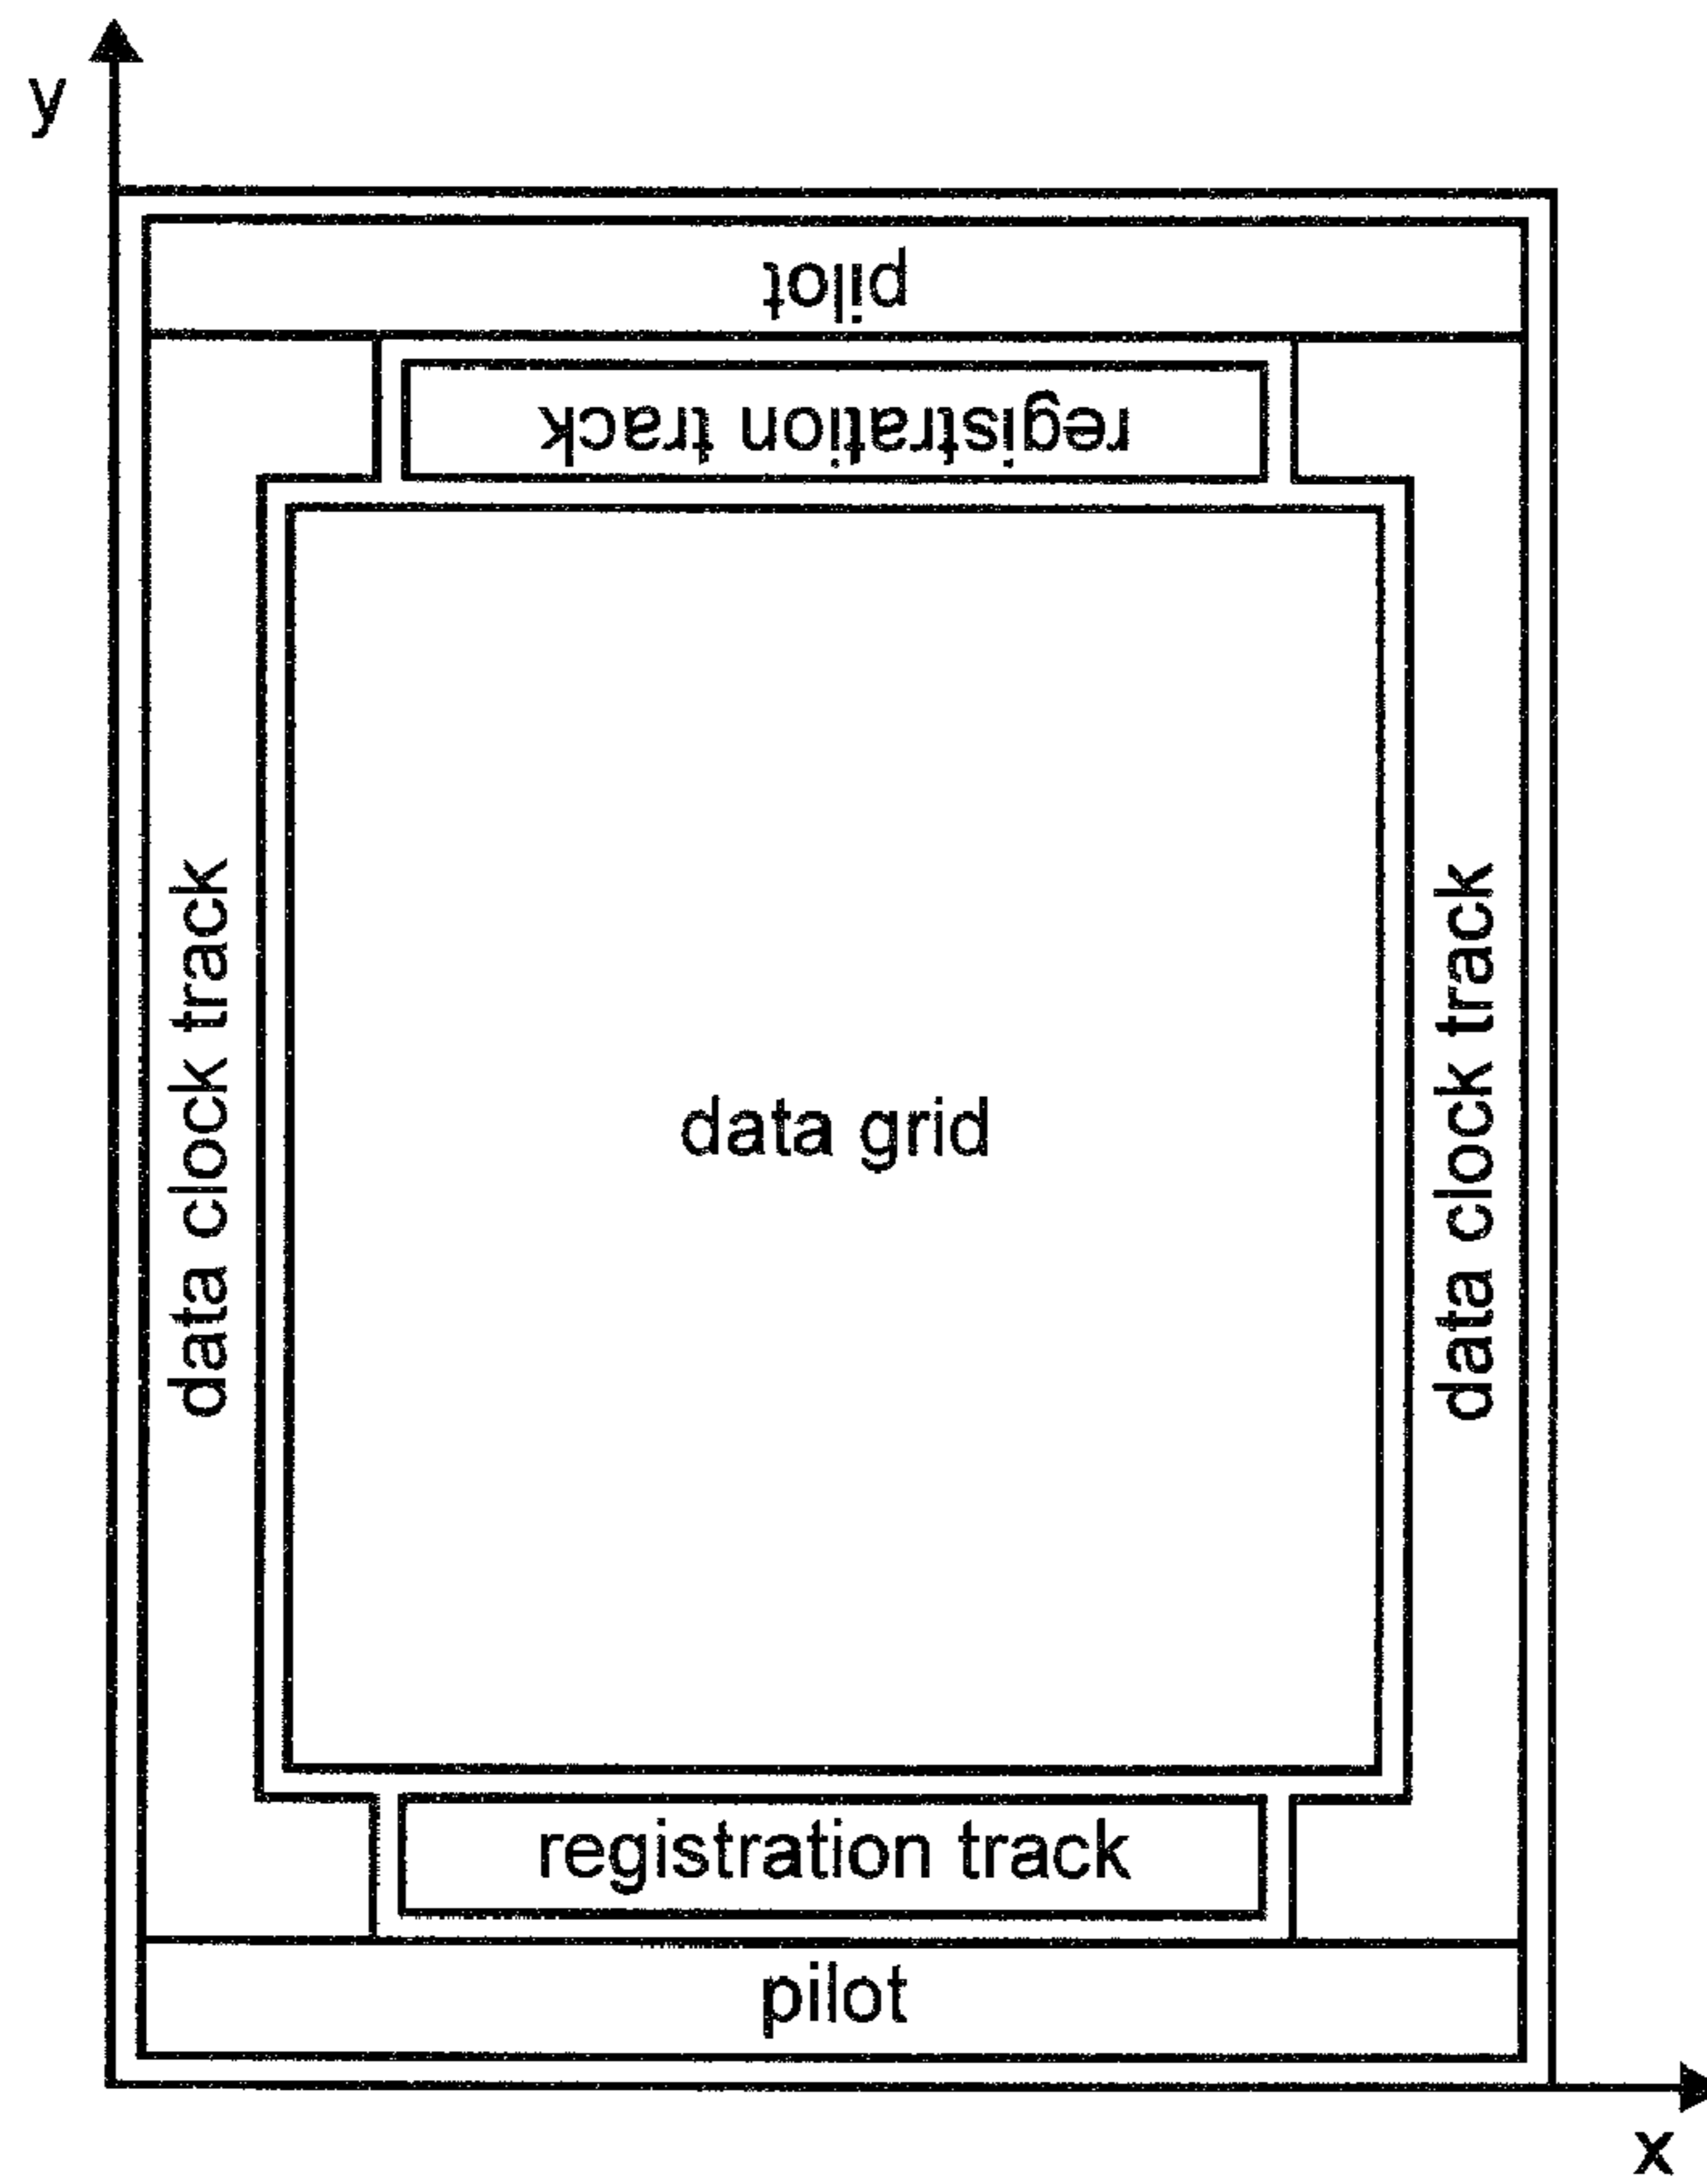 y
pilot
registration track
data clock track
data grid
data clock track
registration track
pilot
x